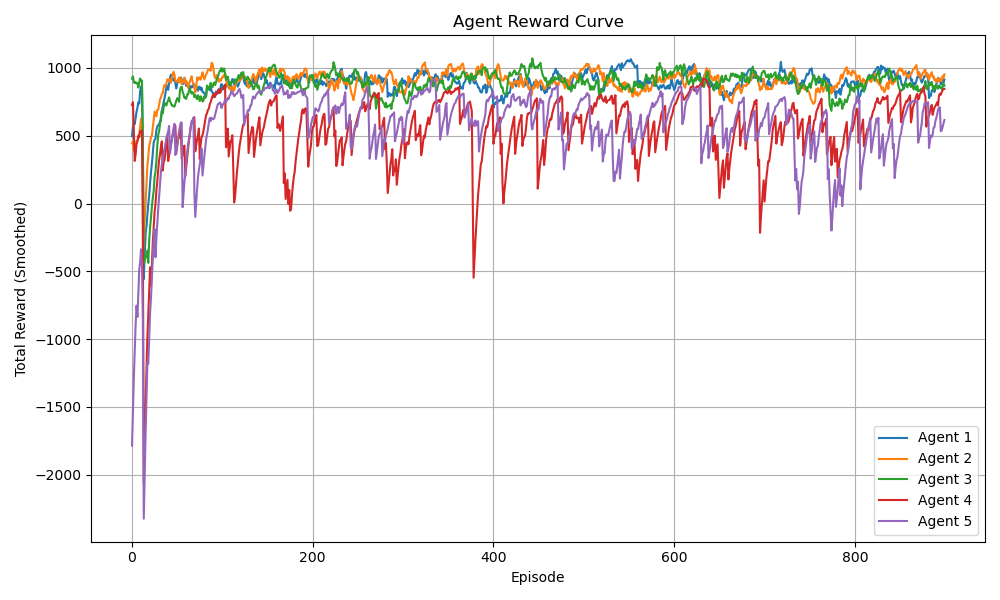 Agent Reward Curve
Total Reward (Smoothed)
1000
500
0
−500
−1000
−1500
−2000
Agent 1
Agent 2
Agent 3
Agent 4
Agent 5
0 200 400 600 800
Episode